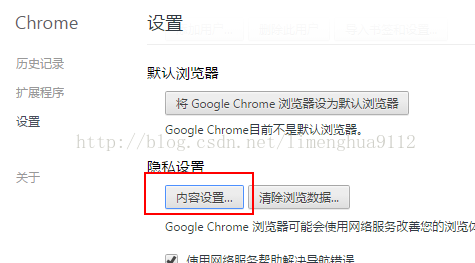 Chrome
设置
历史记录
扩展程序
设置
关于
默认浏览器
将 Google Chrome 浏览器设为默认浏览器
Google Chrome目前不是默认浏览器。
http://blog.csdn.net/limenghua9112
隐私设置
内容设置... 清除浏览数据...
Google Chrome 浏览器可能会使用网络服务改善您的浏览体
使用网络服务帮助解决导航错误